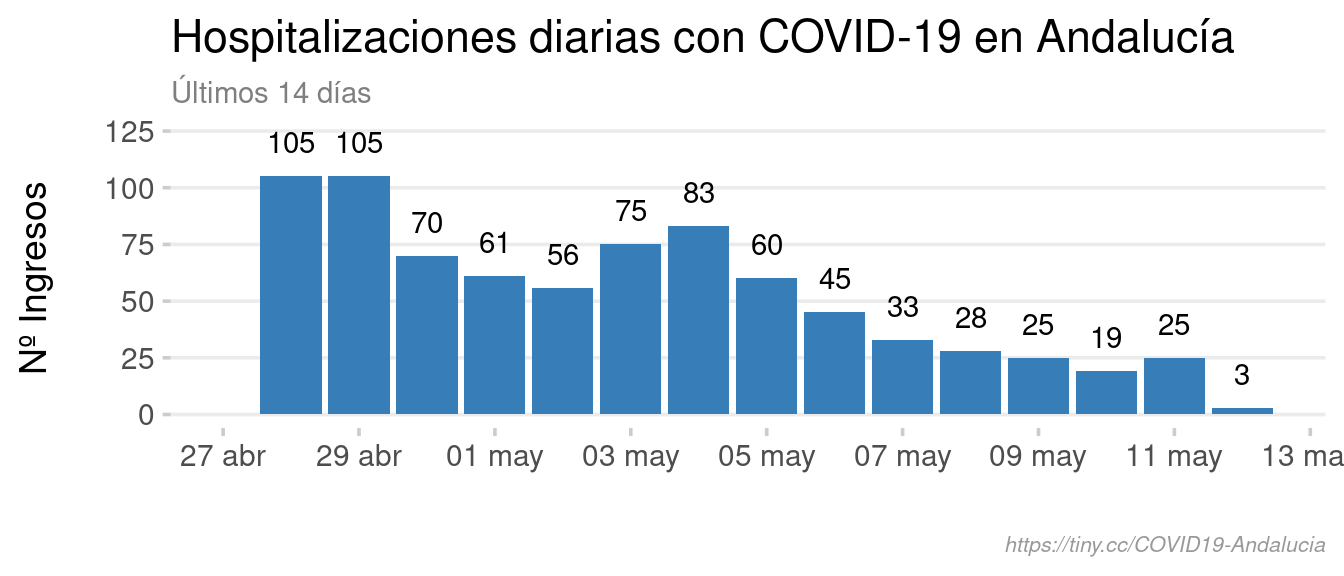 Hospitalizaciones diarias con COVID-19 en Andalucía
Últimos 14 días
Nº Ingresos
125
100
75
50
25
0
105 105 70 61 56 75 83 60 45 33 28 25 19 25 3
27 abr 29 abr 01 may 03 may 05 may 07 may 09 may 11 may 13 ma
https://tiny.cc/COVID19-Andalucia